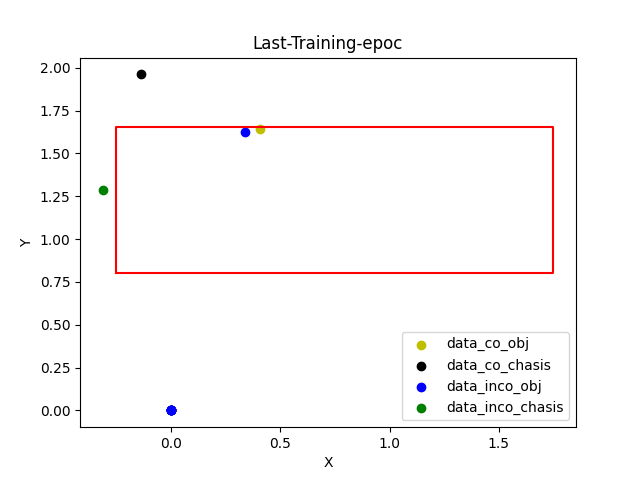 Last-Training-epoc
2.00
1.75
1.50
1.25
1.00
0.75
0.50
0.25
0.00
Y
0.0 0.5 1.0 1.5
X
data_co_obj
data_co_chasis
data_inco_obj
data_inco_chasis